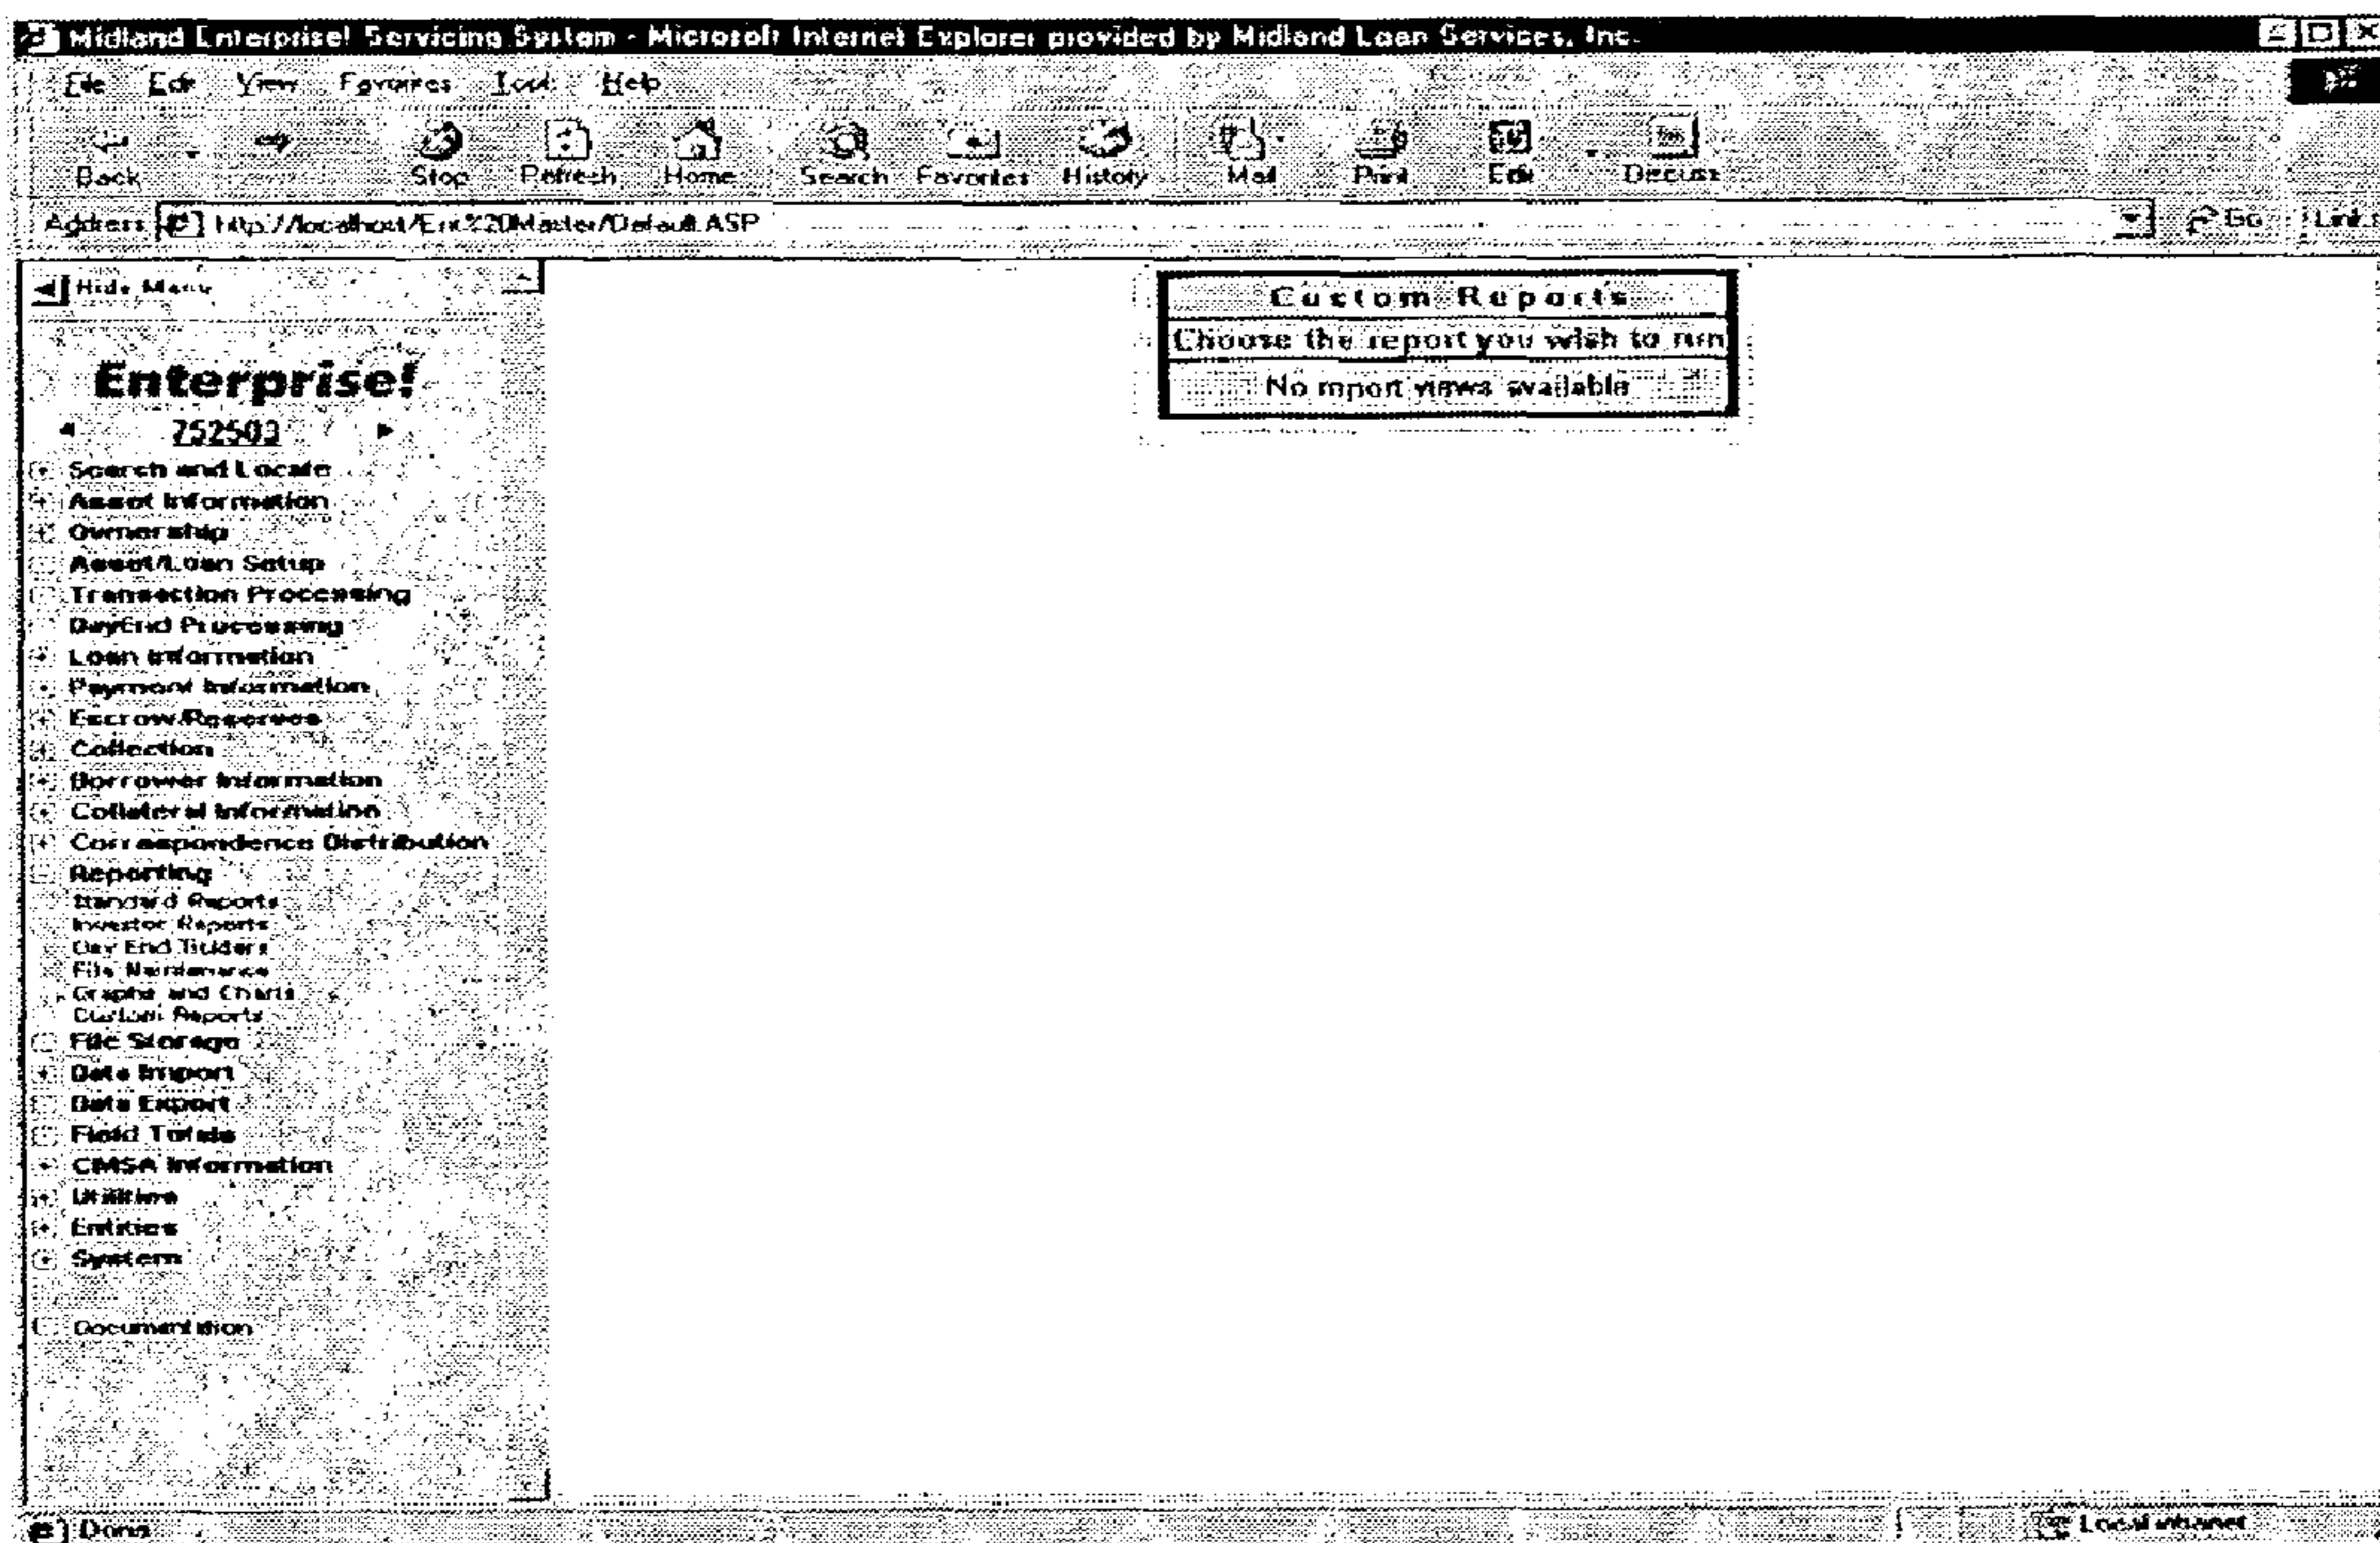 Midland Enterprise! Servicing System - Microsoft Internet Explorer provided by Midland Loan Services, Inc.
File Edit View Favorites Tools Help
Back Stop Refresh Home Search Favorites History Mail Print Edit Discuss
Address http://localhost/Eric%20Master/Default.ASP Go Links
Hide Menu
Enterprise!
752503
Search and Locate
Asset Information
Ownership
Asset/Loan Setup
Transaction Processing
DayEnd Processing
Loan Information
Payment Information
Escrow/Reserves
Collection
Borrower Information
Collateral Information
Correspondence Distribution
Reporting
Standard Reports
Investor Reports
Day End
File Maintenance
Graphs and Charts
Custom Reports
File Storage
Data Import
Data Export
Field Totals
CMSA Information
Utilities
Entities
System
Documentation
Custom Reports
Choose the report you wish to run
No report views available
Done Local intranet